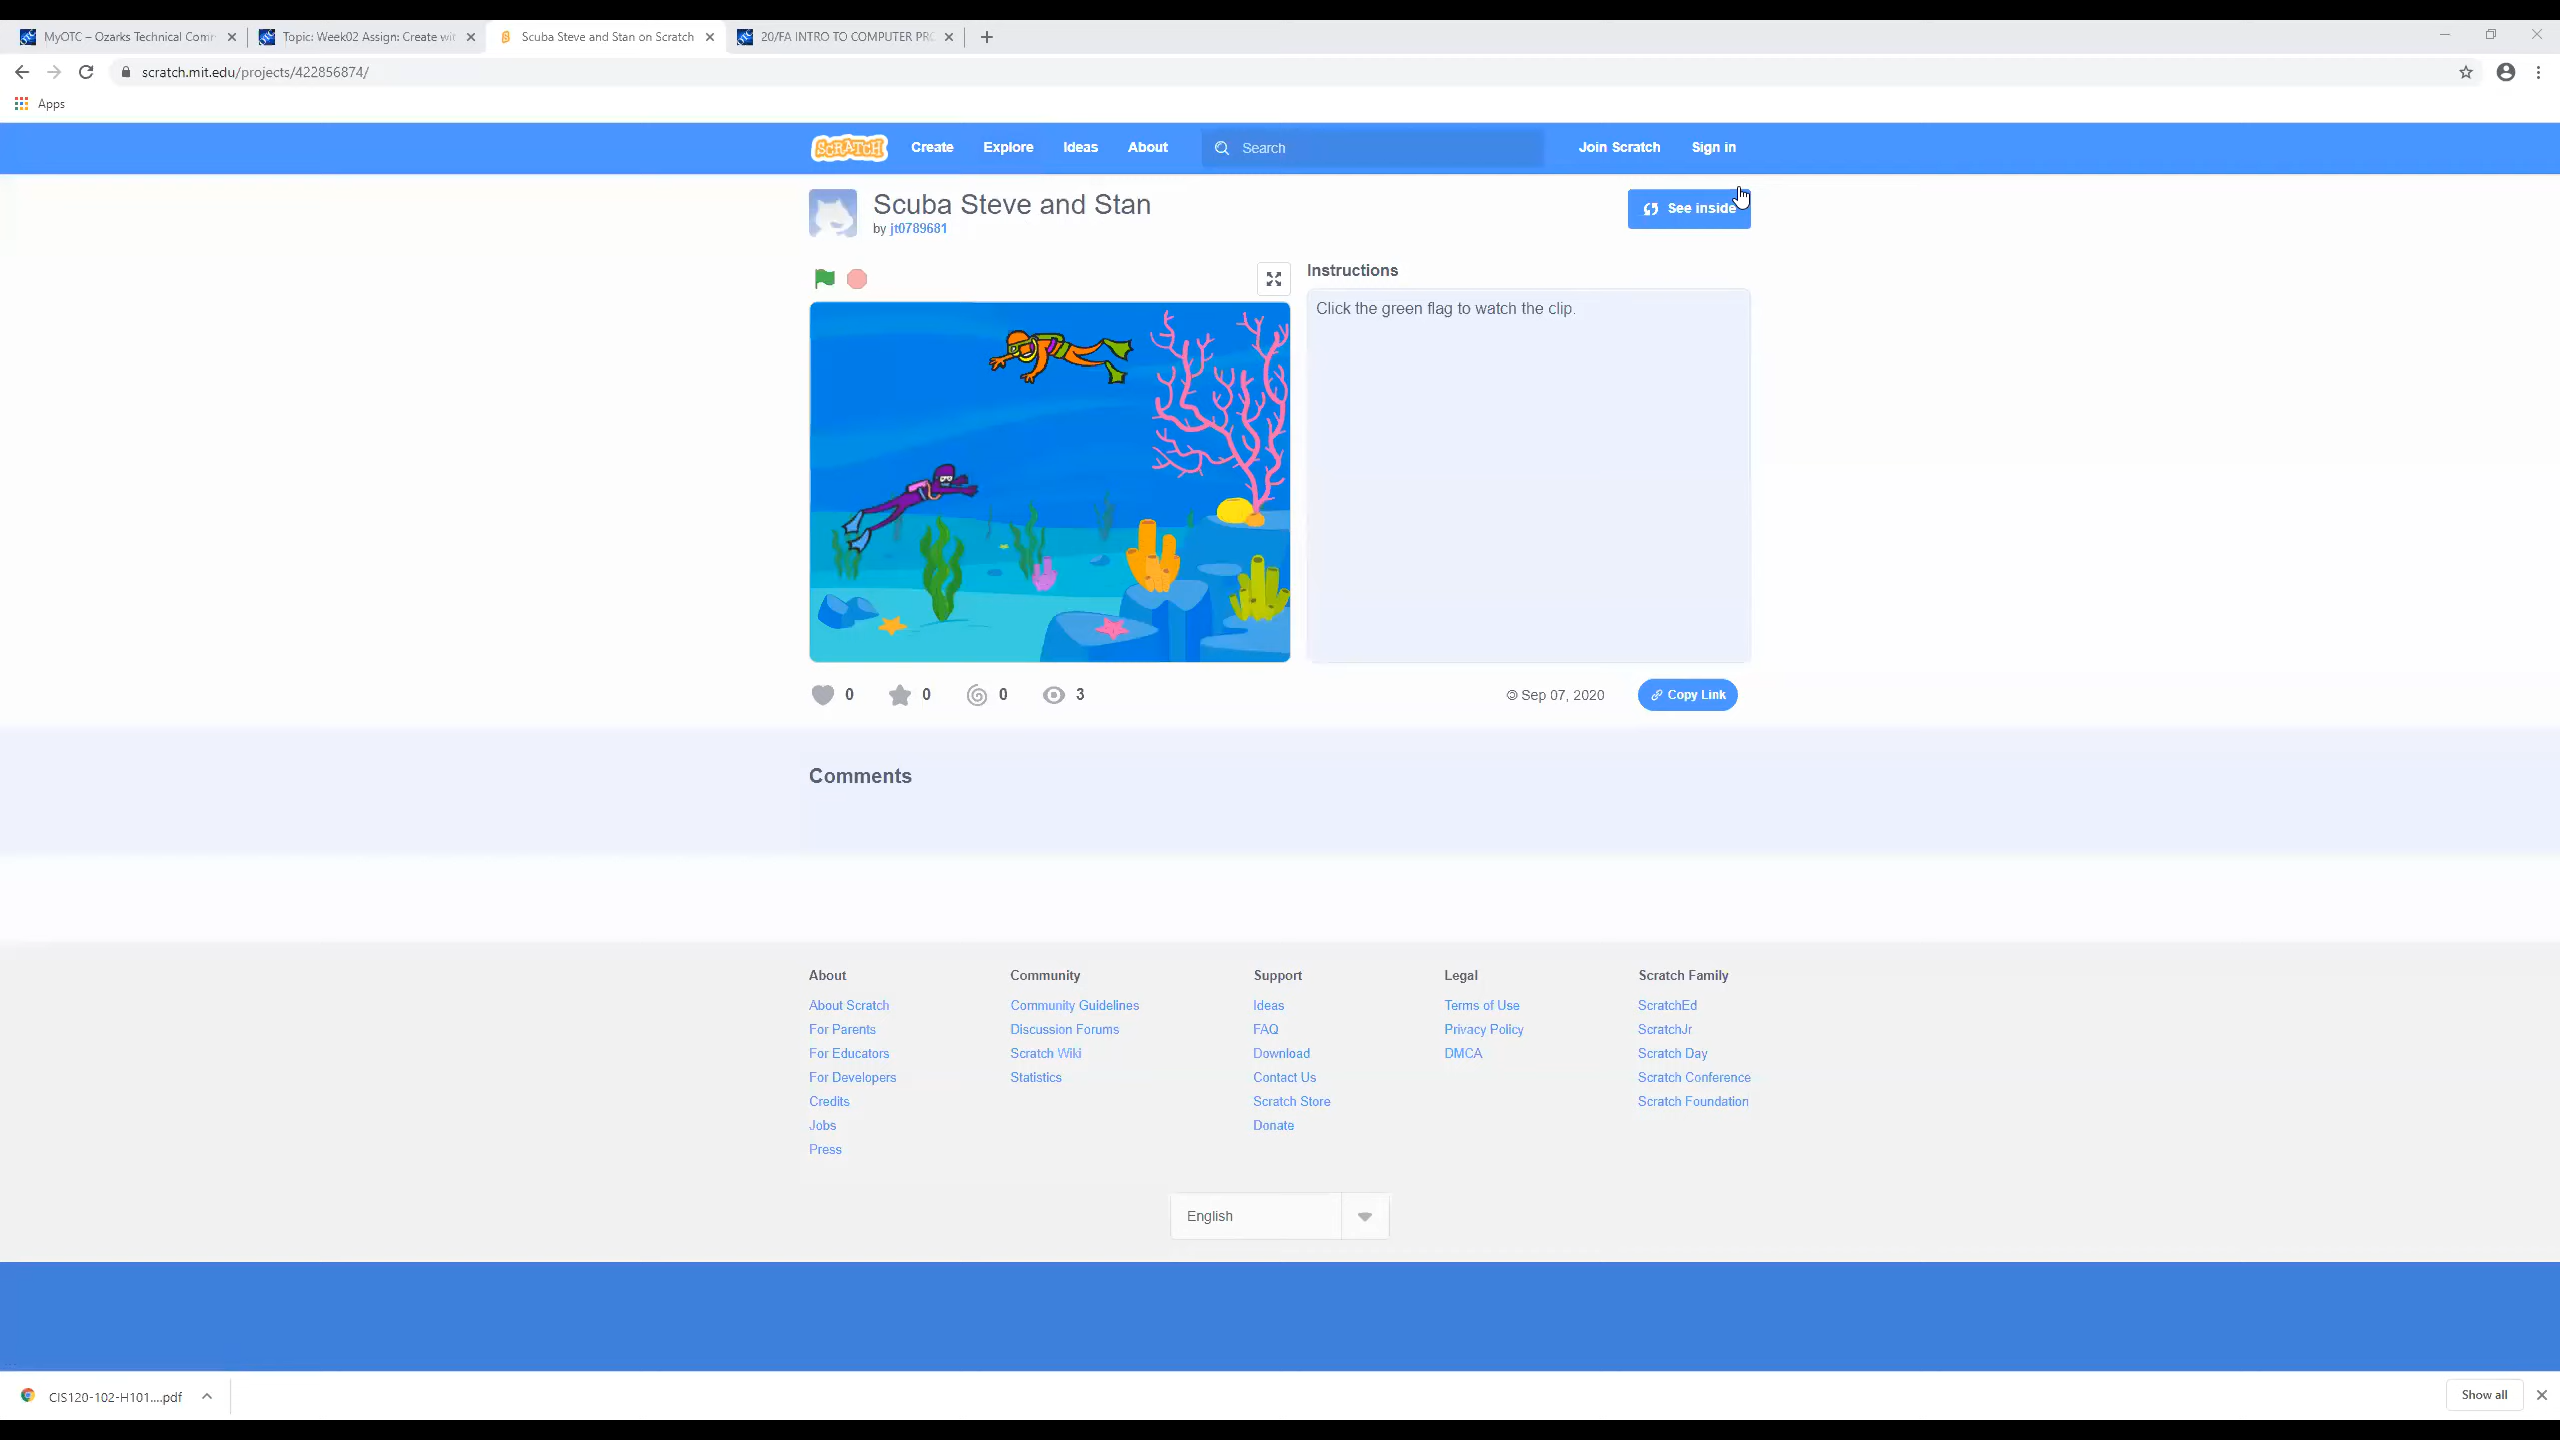 MyOTC – Ozarks Technical Com
Topic: Week02 Assign: Create wit
Scuba Steve and Stan on Scratch
20/FA INTRO TO COMPUTER PRO
scratch.mit.edu/projects/422856874/
Apps
SCRATCH
Create
Explore
Ideas
About
Search
Join Scratch
Sign in
Scuba Steve and Stan
by jt0789681
See inside
Instructions
Click the green flag to watch the clip.
0
0
0
3
© Sep 07, 2020
Copy Link
Comments
About
About Scratch
For Parents
For Educators
For Developers
Credits
Jobs
Press
Community
Community Guidelines
Discussion Forums
Scratch Wiki
Statistics
Support
Ideas
FAQ
Download
Contact Us
Scratch Store
Donate
Legal
Terms of Use
Privacy Policy
DMCA
Scratch Family
ScratchEd
ScratchJr
Scratch Day
Scratch Conference
Scratch Foundation
English
CIS120-102-H101....pdf
Show all